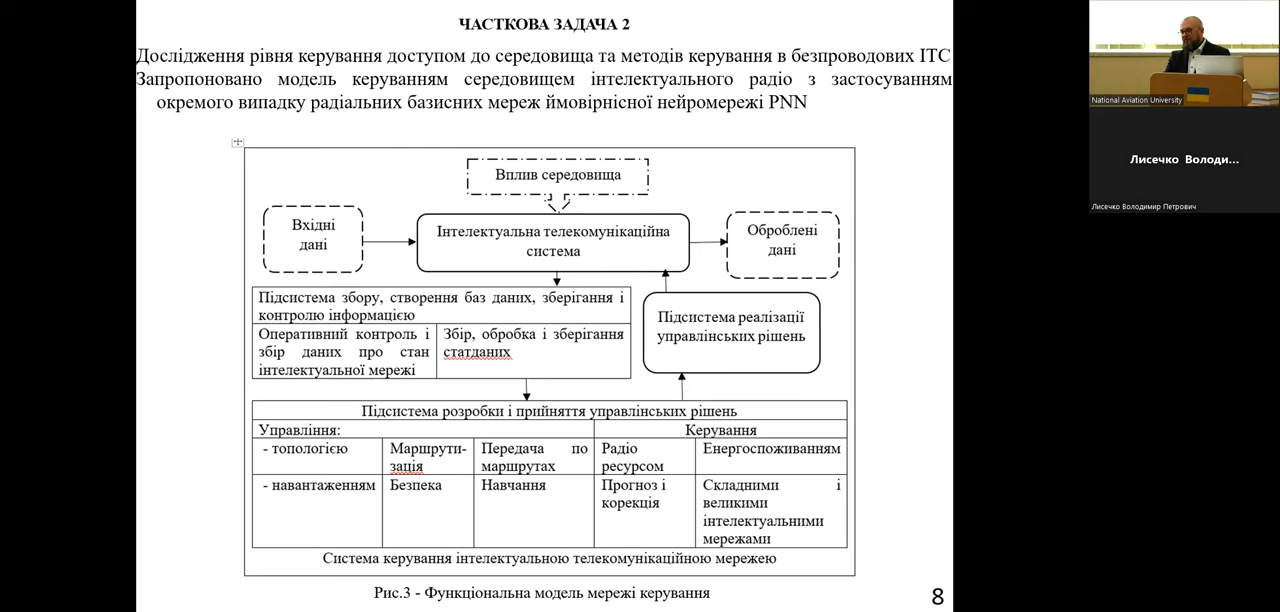 ЧАСТКОВА ЗАДАЧА 2
Дослідження рівня керування доступом до середовища та методів керування в безпроводових ІТС
Запропоновано модель керуванням середовищем інтелектуального радіо з застосуванням
окремого випадку радіальних базисних мереж ймовірнісної нейромережі PNN
Вплив середовища
Вхідні
дані
Інтелектуальна телекомунікаційна
система
Оброблені
дані
Підсистема збору, створення баз даних, зберігання і
контролю інформацією
Оперативний контроль і
збір даних про стан
інтелектуальної мережі
Збір, обробка і зберігання
статданих
Підсистема реалізації
управлінських рішень
Підсистема розробки і прийняття управлінських рішень
Управління:
Керування
- топологією
Маршрути-
зація
Передача по
маршрутах
Радіо
ресурсом
Енергоспоживанням
- навантаженням
Безпека
Навчання
Прогноз і
корекція
Складними і
великими
інтелектуальними
мережами
Система керування інтелектуальною телекомунікаційною мережею
Рис.3 - Функціональна модель мережі керування
8
National Aviation University
Лисечко Володи...
Лисечко Володимир Петрович